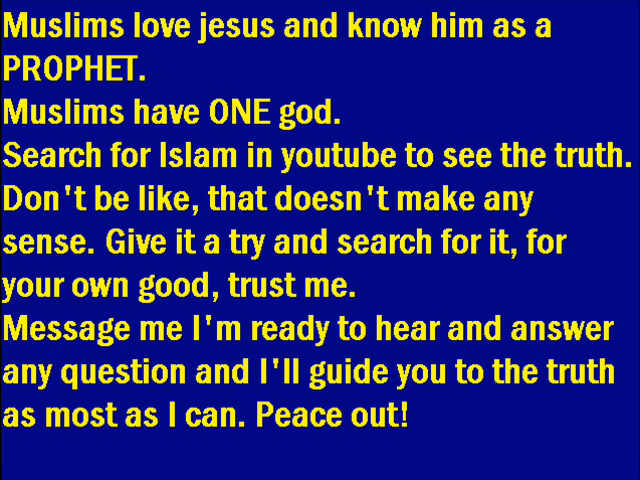 Muslims love jesus and know him as a
PROPHET.
Muslims have ONE god.
Search for Islam in youtube to see the truth.
Don't be like, that doesn't make any
sense. Give it a try and search for it, for
your own good, trust me.
Message me I'm ready to hear and answer
any question and I'll guide you to the truth
as most as I can. Peace out!